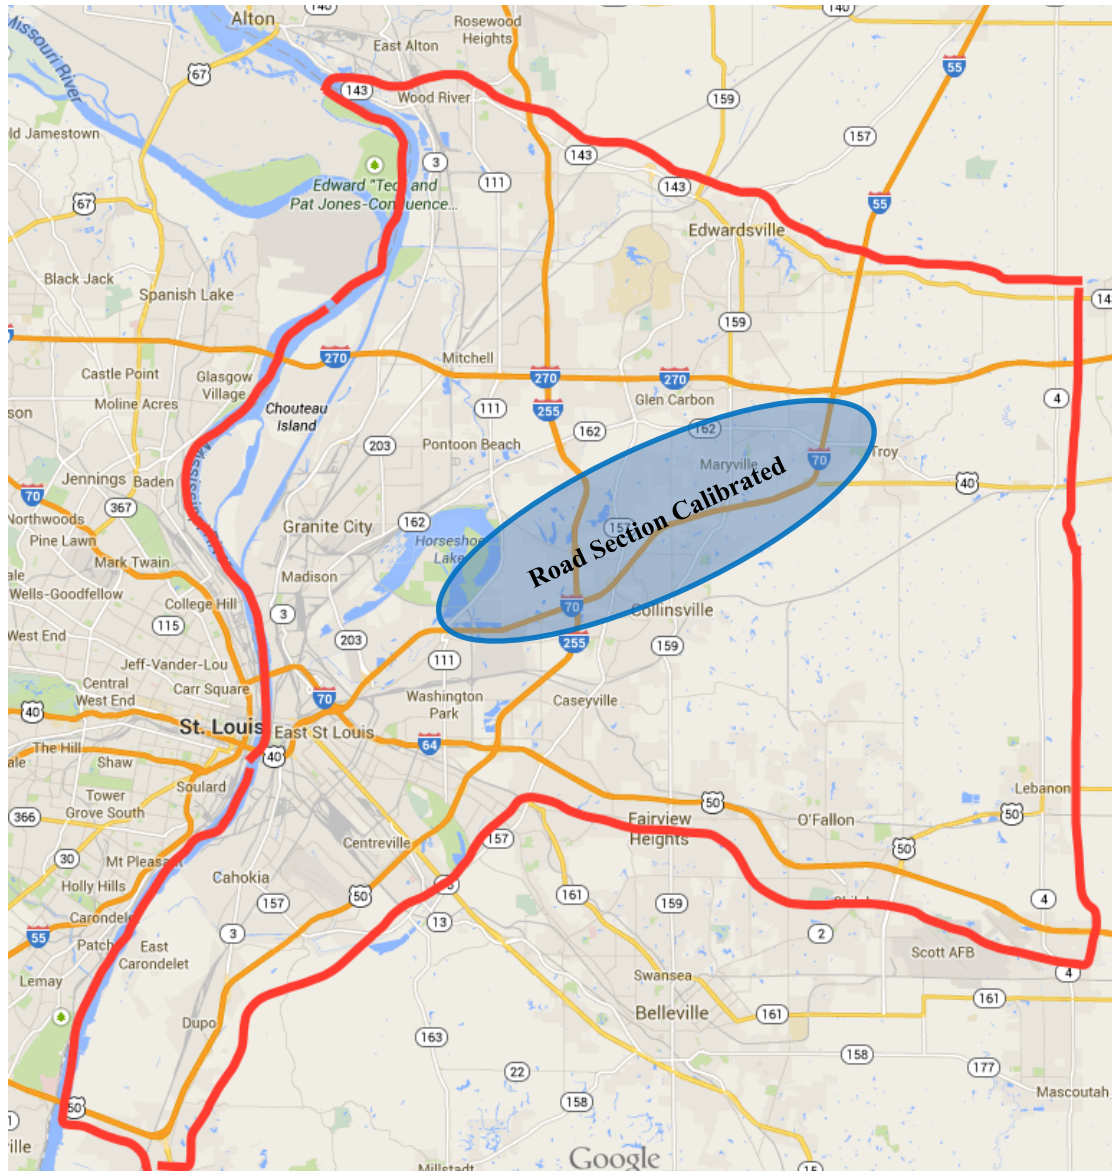 Alton
140
140
Rosewood
Heights
East Alton
Missouri River
67
55
143
Wood River
159
Old Jamestown
157
3
143
Edward "Ted" and
Pat Jones-Confluence...
111
143
67
55
Edwardsville
Black Jack
Spanish Lake
143
159
270
Mitchell
270
270
Castle Point
Glasgow
Village
Moline Acres
Chouteau
Island
111
255
Glen Carbon
4
203
Pontoon Beach
162
162
Mississippi River
Jennings
Baden
70
Maryville
70
Troy
40
367
Northwoods
Granite City
162
Road Section Calibrated
157
Pine Lawn
Horseshoe
Lake
Mark Twain
Madison
Wells-Goodfellow
College Hill
3
70
Collinsville
West End
115
203
255
111
159
Jeff-Vander-Lou
Central
West End
Carr Square
70
Washington
Park
Caseyville
40
St. Louis
East St Louis
64
The Hill
Shaw
40
Soulard
Lebanon
Tower
Grove South
50
366
157
Fairview
Heights
O'Fallon
50
30
Mt Pleasant
Centreville
50
Holly Hills
Cahokia
50
161
159
157
4
Carondelet
13
3
2
55
Patch
East
Carondelet
Scott AFB
Lemay
Swansea
4
161
Belleville
161
Dupo
163
158
22
177
Mascoutah
50
158
Google
Millstadt
15